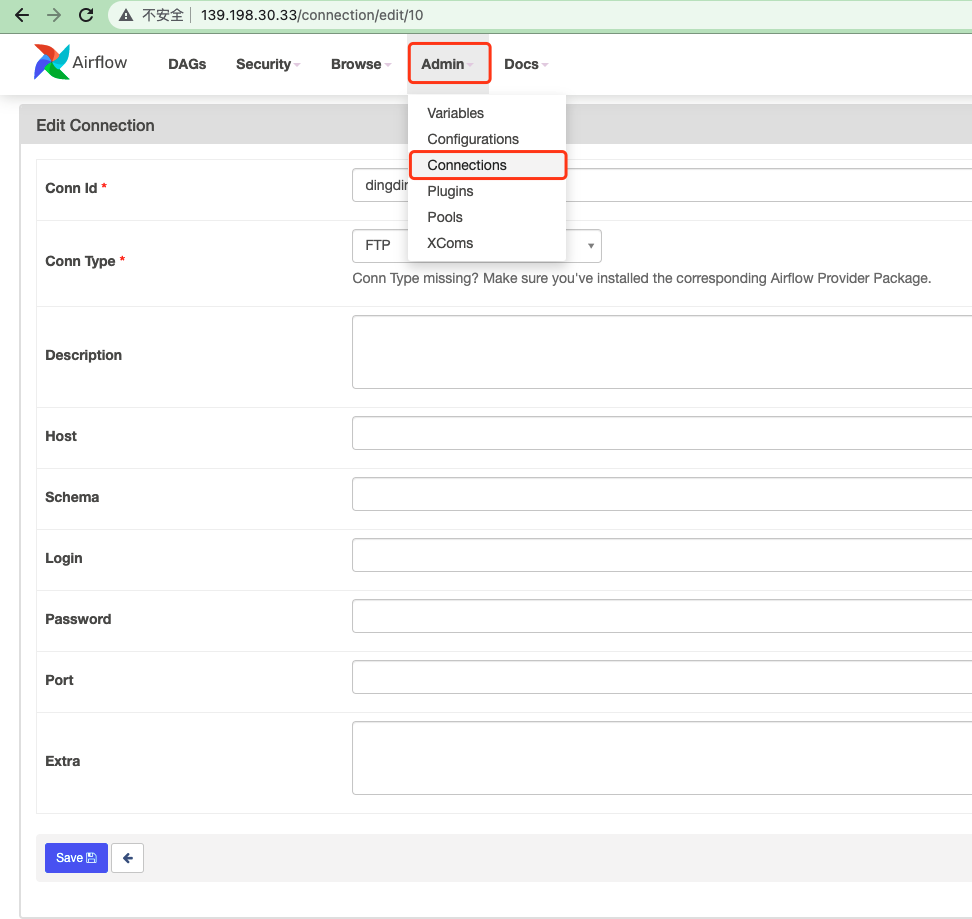 不安全 139.198.30.33/connection/edit/10
Airflow DAGs Security Browse Admin Docs
Variables
Edit Connection
Configurations
Connections
Conn Id *
Plugins
Pools
XComs
Conn Type * FTP
Conn Type missing? Make sure you've installed the corresponding Airflow Provider Package.
Description
Host
Schema
Login
Password
Port
Extra
Save